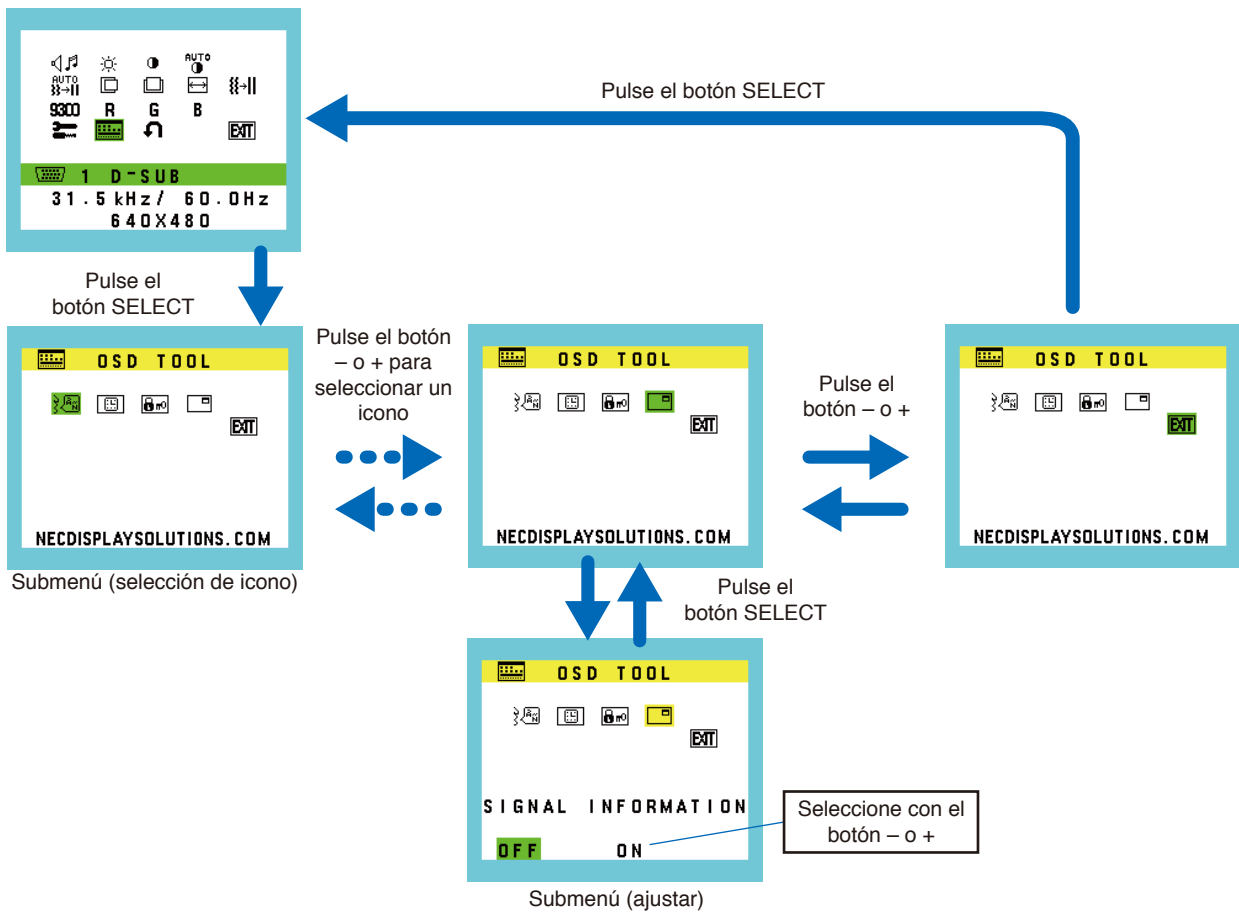 AUTO
AUTO
9300 R G B
EXIT
1 D-SUB
31.5 kHz/ 60.0Hz
640X480
Pulse el botón SELECT
Pulse el
botón SELECT
OSD TOOL
EXIT
NECDISPLAYSOLUTIONS.COM
Submenú (selección de icono)
Pulse el botón
– o + para
seleccionar un
icono
OSD TOOL
EXIT
NECDISPLAYSOLUTIONS.COM
Pulse el
botón – o +
OSD TOOL
EXIT
NECDISPLAYSOLUTIONS.COM
Pulse el
botón SELECT
OSD TOOL
EXIT
SIGNAL INFORMATION
OFF ON
Seleccione con el
botón – o +
Submenú (ajustar)